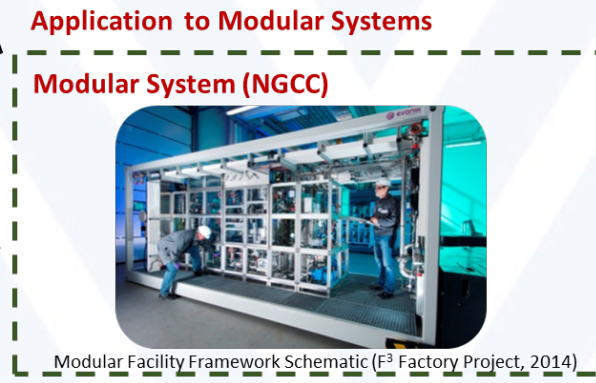 Application to Modular Systems
Modular System (NGCC)
EVONIK
Modular Facility Framework Schematic (F³ Factory Project, 2014)